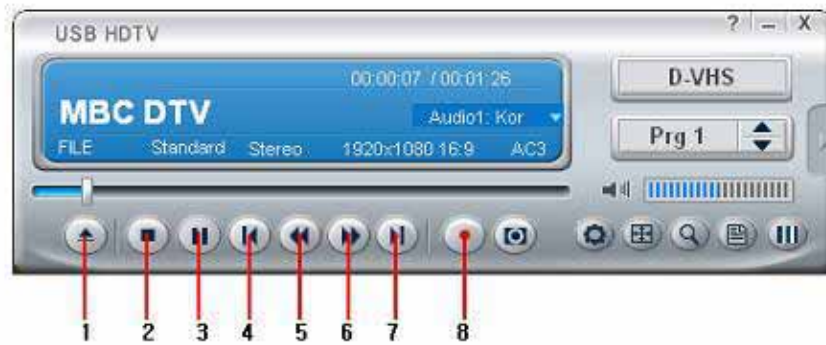 USB HDTV
? – X
00:00:07 / 00:01:26
MBC DTV
Audio1: Kor
FILE Standard Stereo 1920x1080 16:9 AC3
D-VHS
Prg 1
1 2 3 4 5 6 7 8